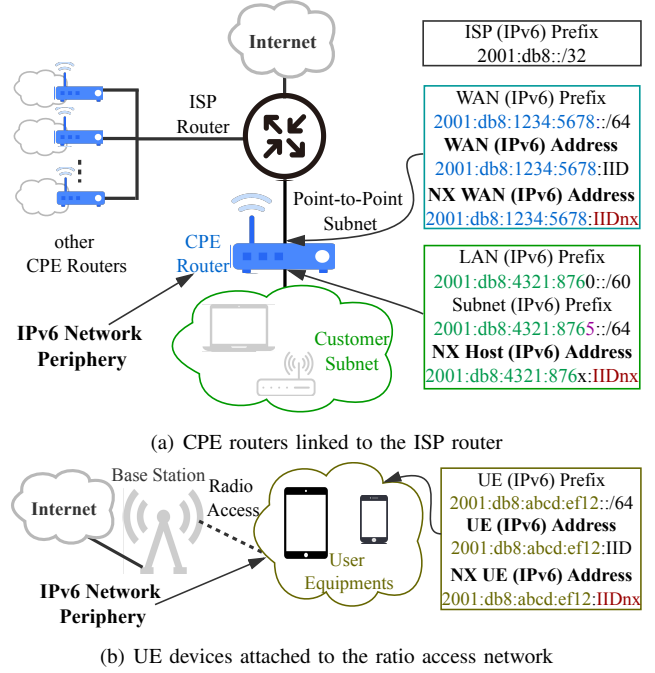 Internet
ISP (IPv6) Prefix
2001:db8::/32
ISP
Router
WAN (IPv6) Prefix
2001:db8:1234:5678::/64
WAN (IPv6) Address
2001:db8:1234:5678:IID
NX WAN (IPv6) Address
2001:db8:1234:5678:IIDnx
Point-to-Point
Subnet
other
CPE Routers
CPE
Router
LAN (IPv6) Prefix
2001:db8:4321:8760::/60
Subnet (IPv6) Prefix
2001:db8:4321:8765::/64
NX Host (IPv6) Address
2001:db8:4321:876x:IIDnx
IPv6 Network
Periphery
Customer
Subnet
(a) CPE routers linked to the ISP router
Base Station
Internet
Radio
Access
UE (IPv6) Prefix
2001:db8:abcd:ef12::/64
UE (IPv6) Address
2001:db8:abcd:ef12:IID
NX UE (IPv6) Address
2001:db8:abcd:ef12:IIDnx
User
Equipments
IPv6 Network
Periphery
(b) UE devices attached to the ratio access network